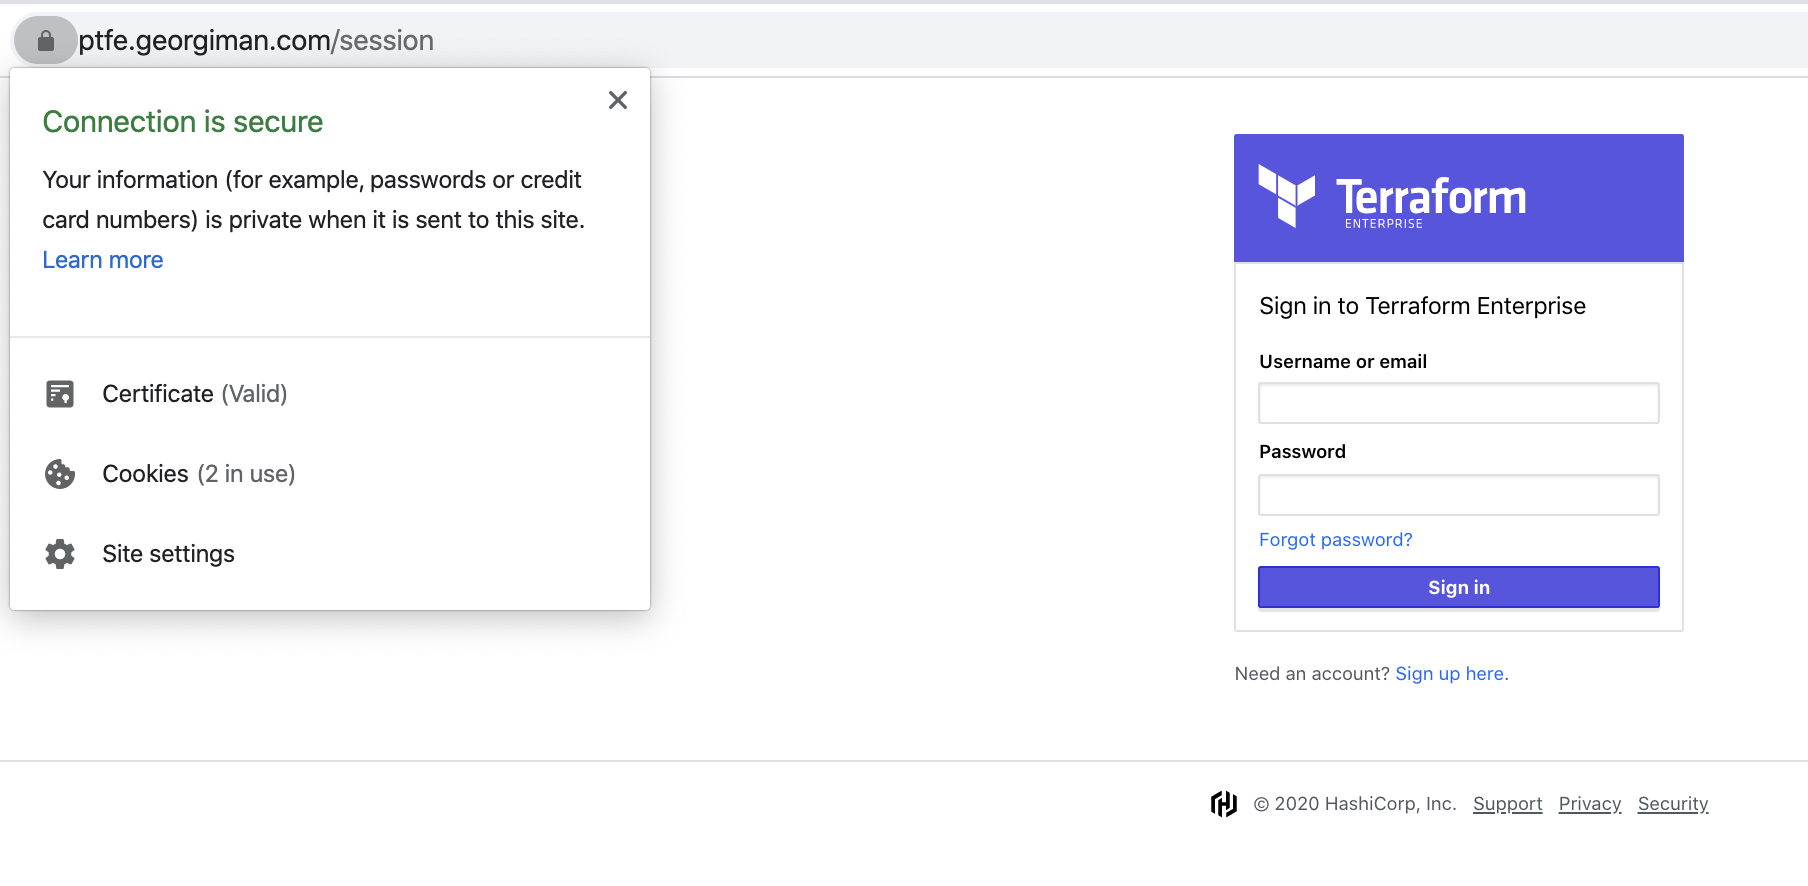 ptfe.georgiman.com/session
Connection is secure
Your information (for example, passwords or credit
card numbers) is private when it is sent to this site.
Learn more
Certificate (Valid)
Cookies (2 in use)
Site settings
Terraform
ENTERPRISE
Sign in to Terraform Enterprise
Username or email
Password
Forgot password?
Sign in
Need an account? Sign up here.
© 2020 HashiCorp, Inc. Support Privacy Security